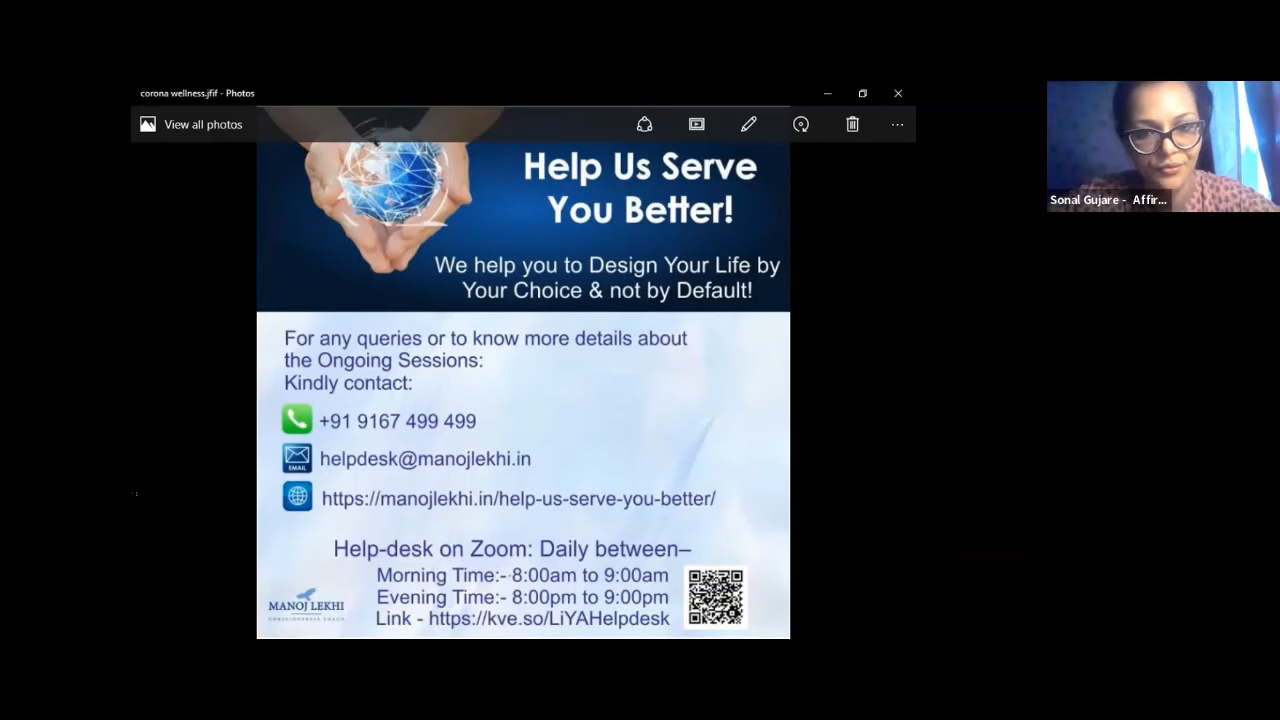 corona wellness.jfif - Photos
View all photos
Sonal Gujare - Affir...
Help Us Serve
You Better!
We help you to Design Your Life by
Your Choice & not by Default!
For any queries or to know more details about
the Ongoing Sessions:
Kindly contact:
+91 9167 499 499
EMAIL
helpdesk@manojlekhi.in
https://manojlekhi.in/help-us-serve-you-better/
Help-desk on Zoom: Daily between–
Morning Time:- 8:00am to 9:00am
Evening Time:- 8:00pm to 9:00pm
Link - https://kve.so/LiYAHelpdesk
MANOJ LEKHI